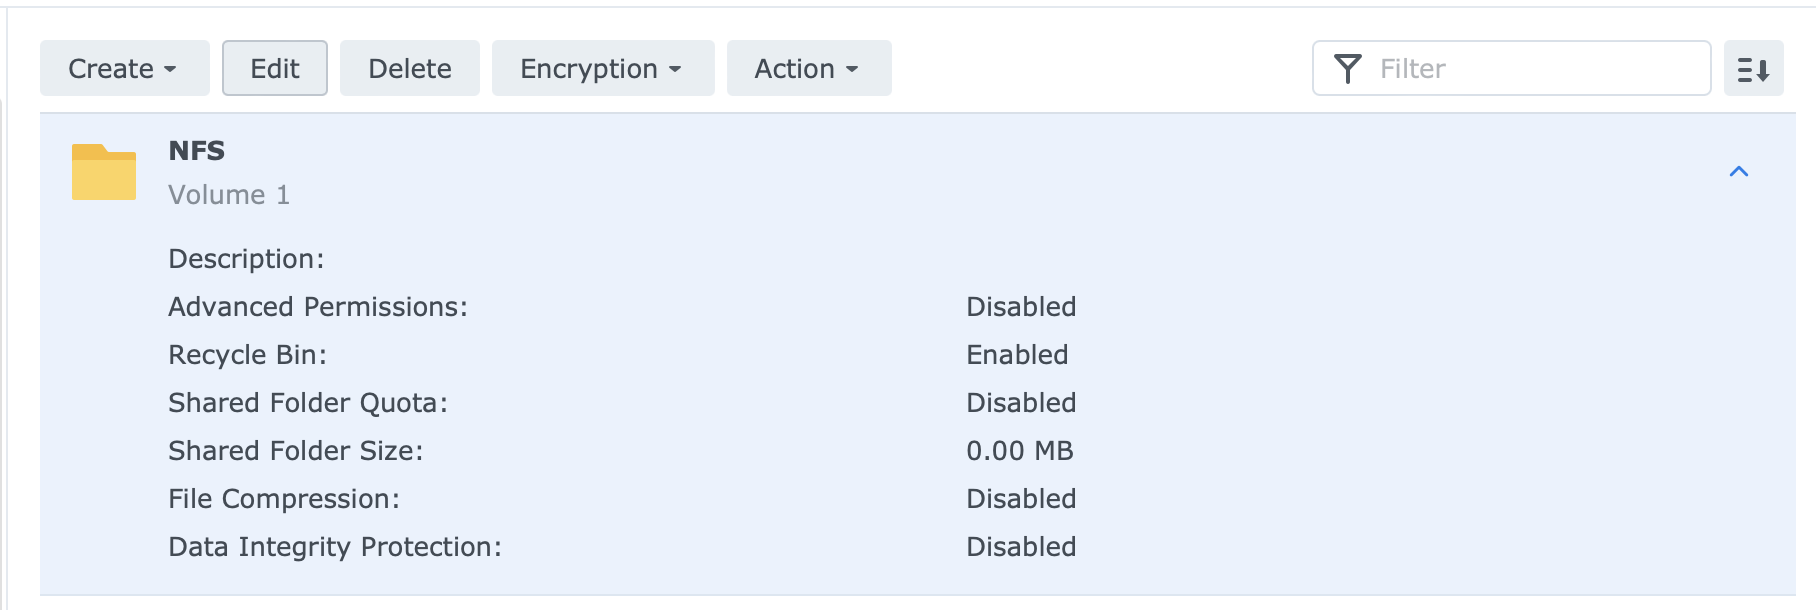 Create Edit Delete Encryption Action Filter
NFS
Volume 1
Description:
Advanced Permissions: Disabled
Recycle Bin: Enabled
Shared Folder Quota: Disabled
Shared Folder Size: 0.00 MB
File Compression: Disabled
Data Integrity Protection: Disabled